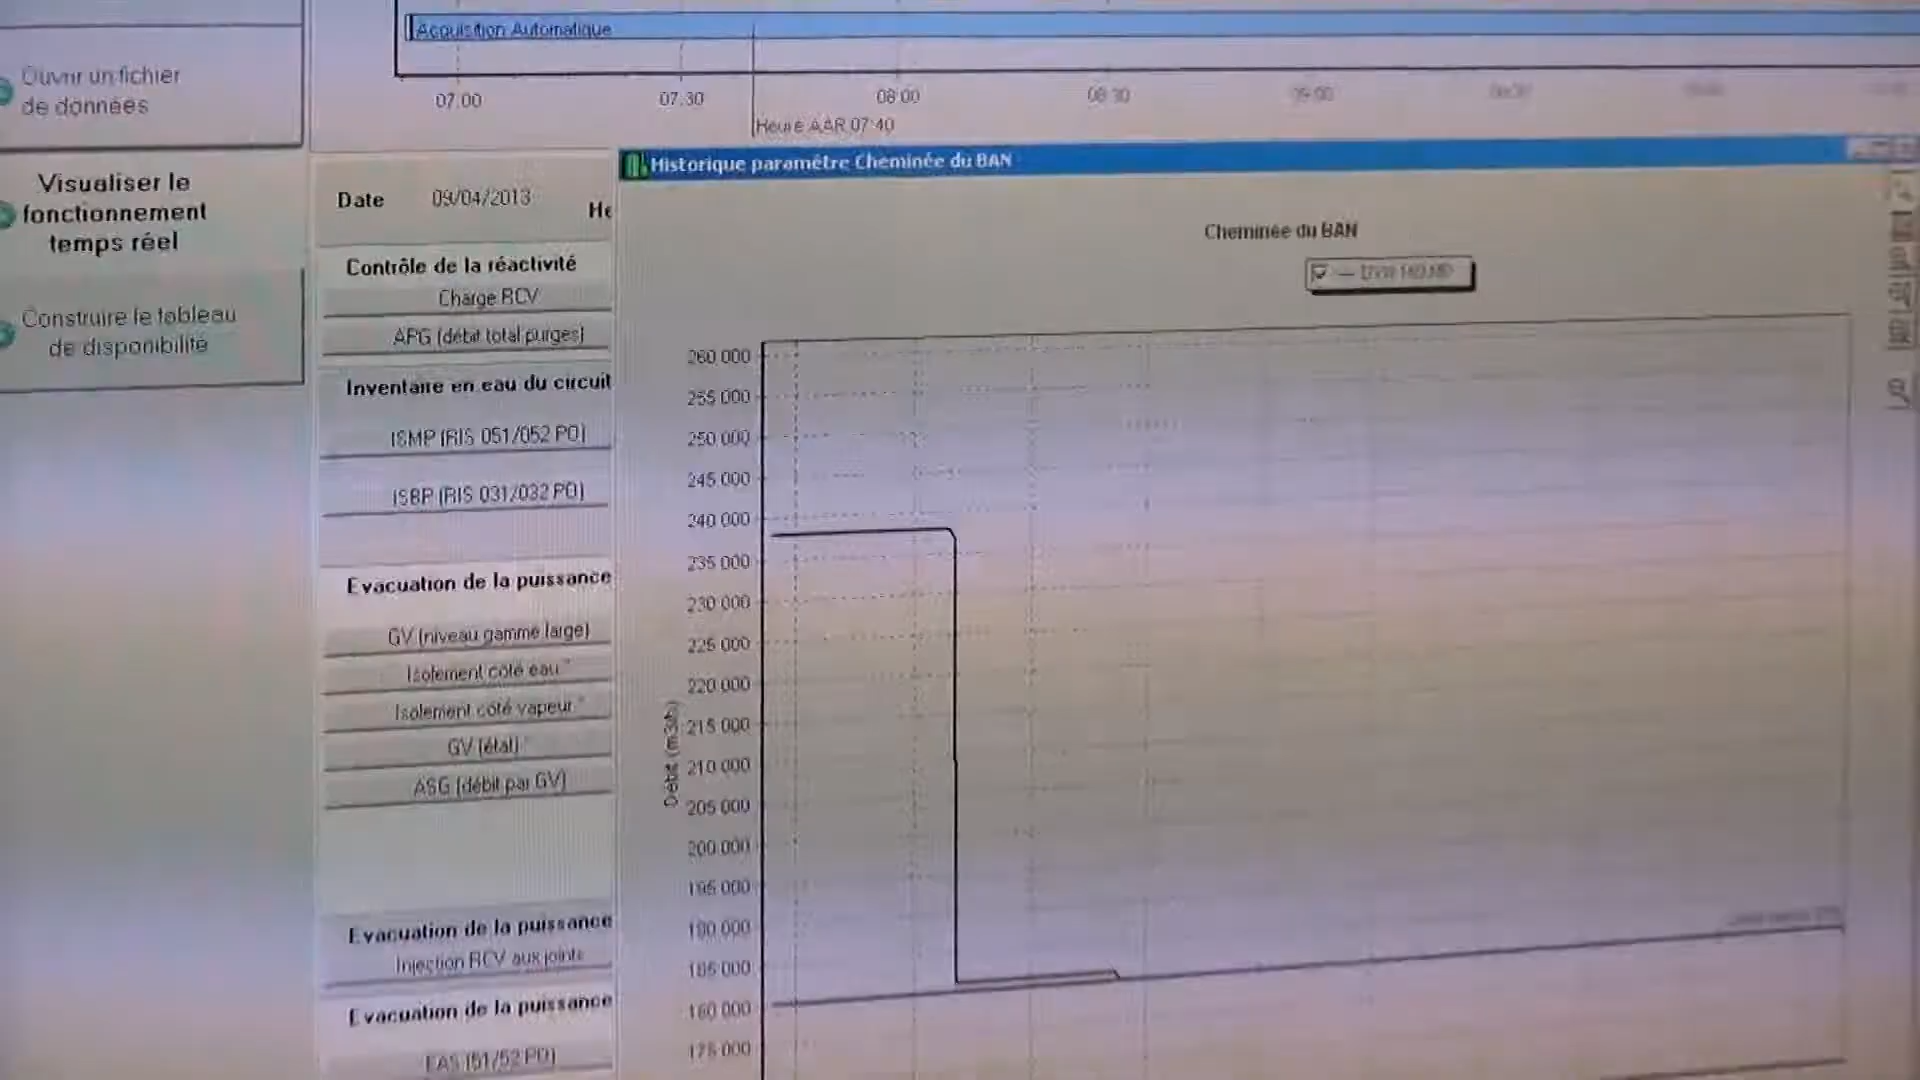 Acquisition Automatique
Ouvrir un fichier
de données
07:00
07:30
08:00
08:30
09:00
Heure AAR 07:40
Visualiser le
fonctionnement
temps réel
Construire le tableau
de disponibilité
Date 09/04/2013
Contrôle de la réactivité
Charge RCV
APG (débit total purges)
Inventaire en eau du circuit
ISMP (RIS 051/052 PO)
ISBP (RIS 031/032 PO)
Evacuation de la puissance
GV (niveau gamme large)
Isolement coté eau *
Isolement coté vapeur *
GV (état) *
ASG (débit par GV)
Evacuation de la puissance
Injection RCV aux joints
Evacuation de la puissance
EAS (51/52 PO)
Historique paramètre Cheminée du BAN
Cheminée du BAN
Débit (m3/h)
260 000
255 000
250 000
245 000
240 000
235 000
230 000
225 000
220 000
215 000
210 000
205 000
200 000
195 000
190 000
185 000
180 000
175 000